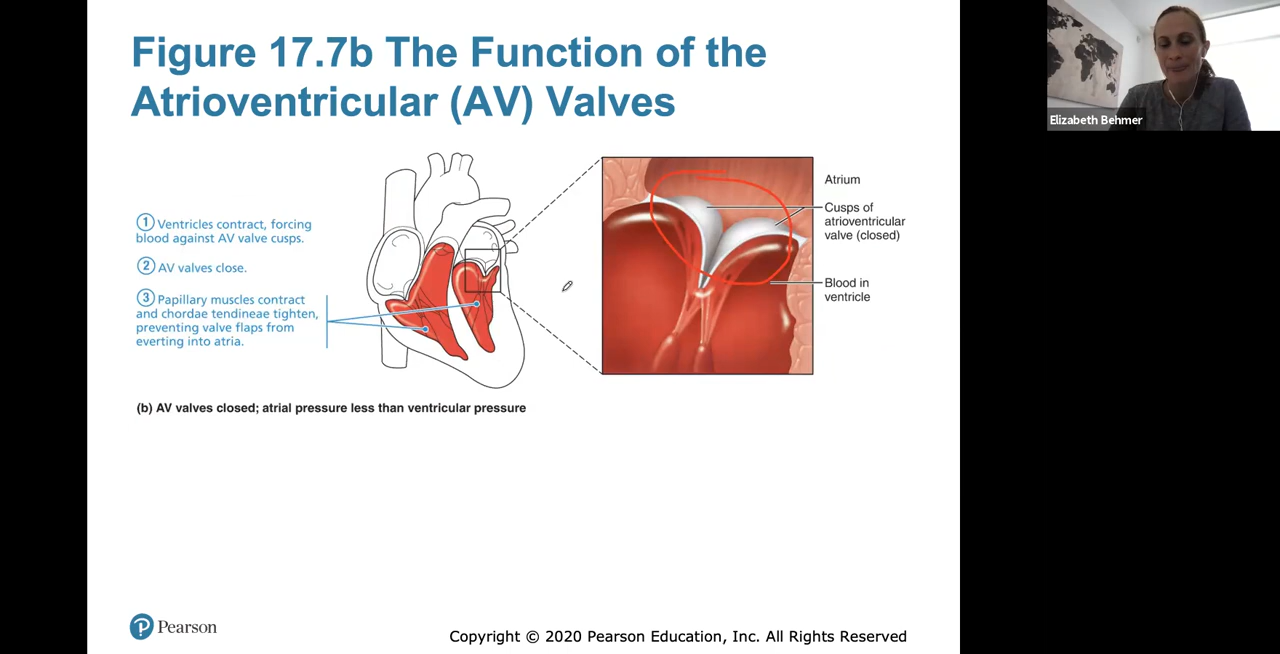 Figure 17.7b The Function of the
Atrioventricular (AV) Valves
Elizabeth Behmer
1 Ventricles contract, forcing
blood against AV valve cusps.
2 AV valves close.
3 Papillary muscles contract
and chordae tendineae tighten,
preventing valve flaps from
everting into atria.
Atrium
Cusps of
atrioventricular
valve (closed)
Blood in
ventricle
(b) AV valves closed; atrial pressure less than ventricular pressure
P Pearson
Copyright © 2020 Pearson Education, Inc. All Rights Reserved